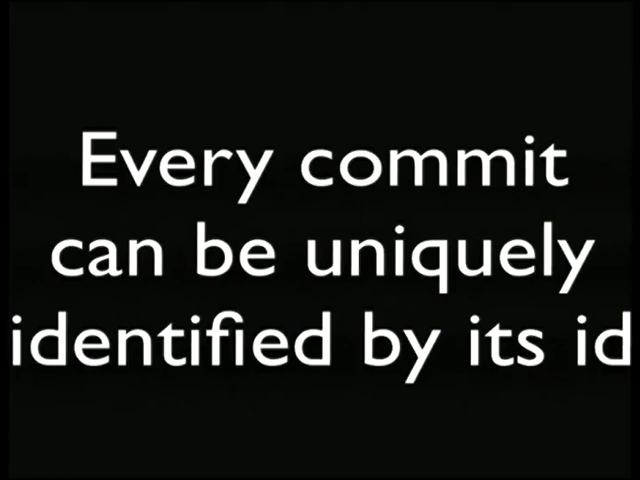 Every commit
can be uniquely
identified by its id